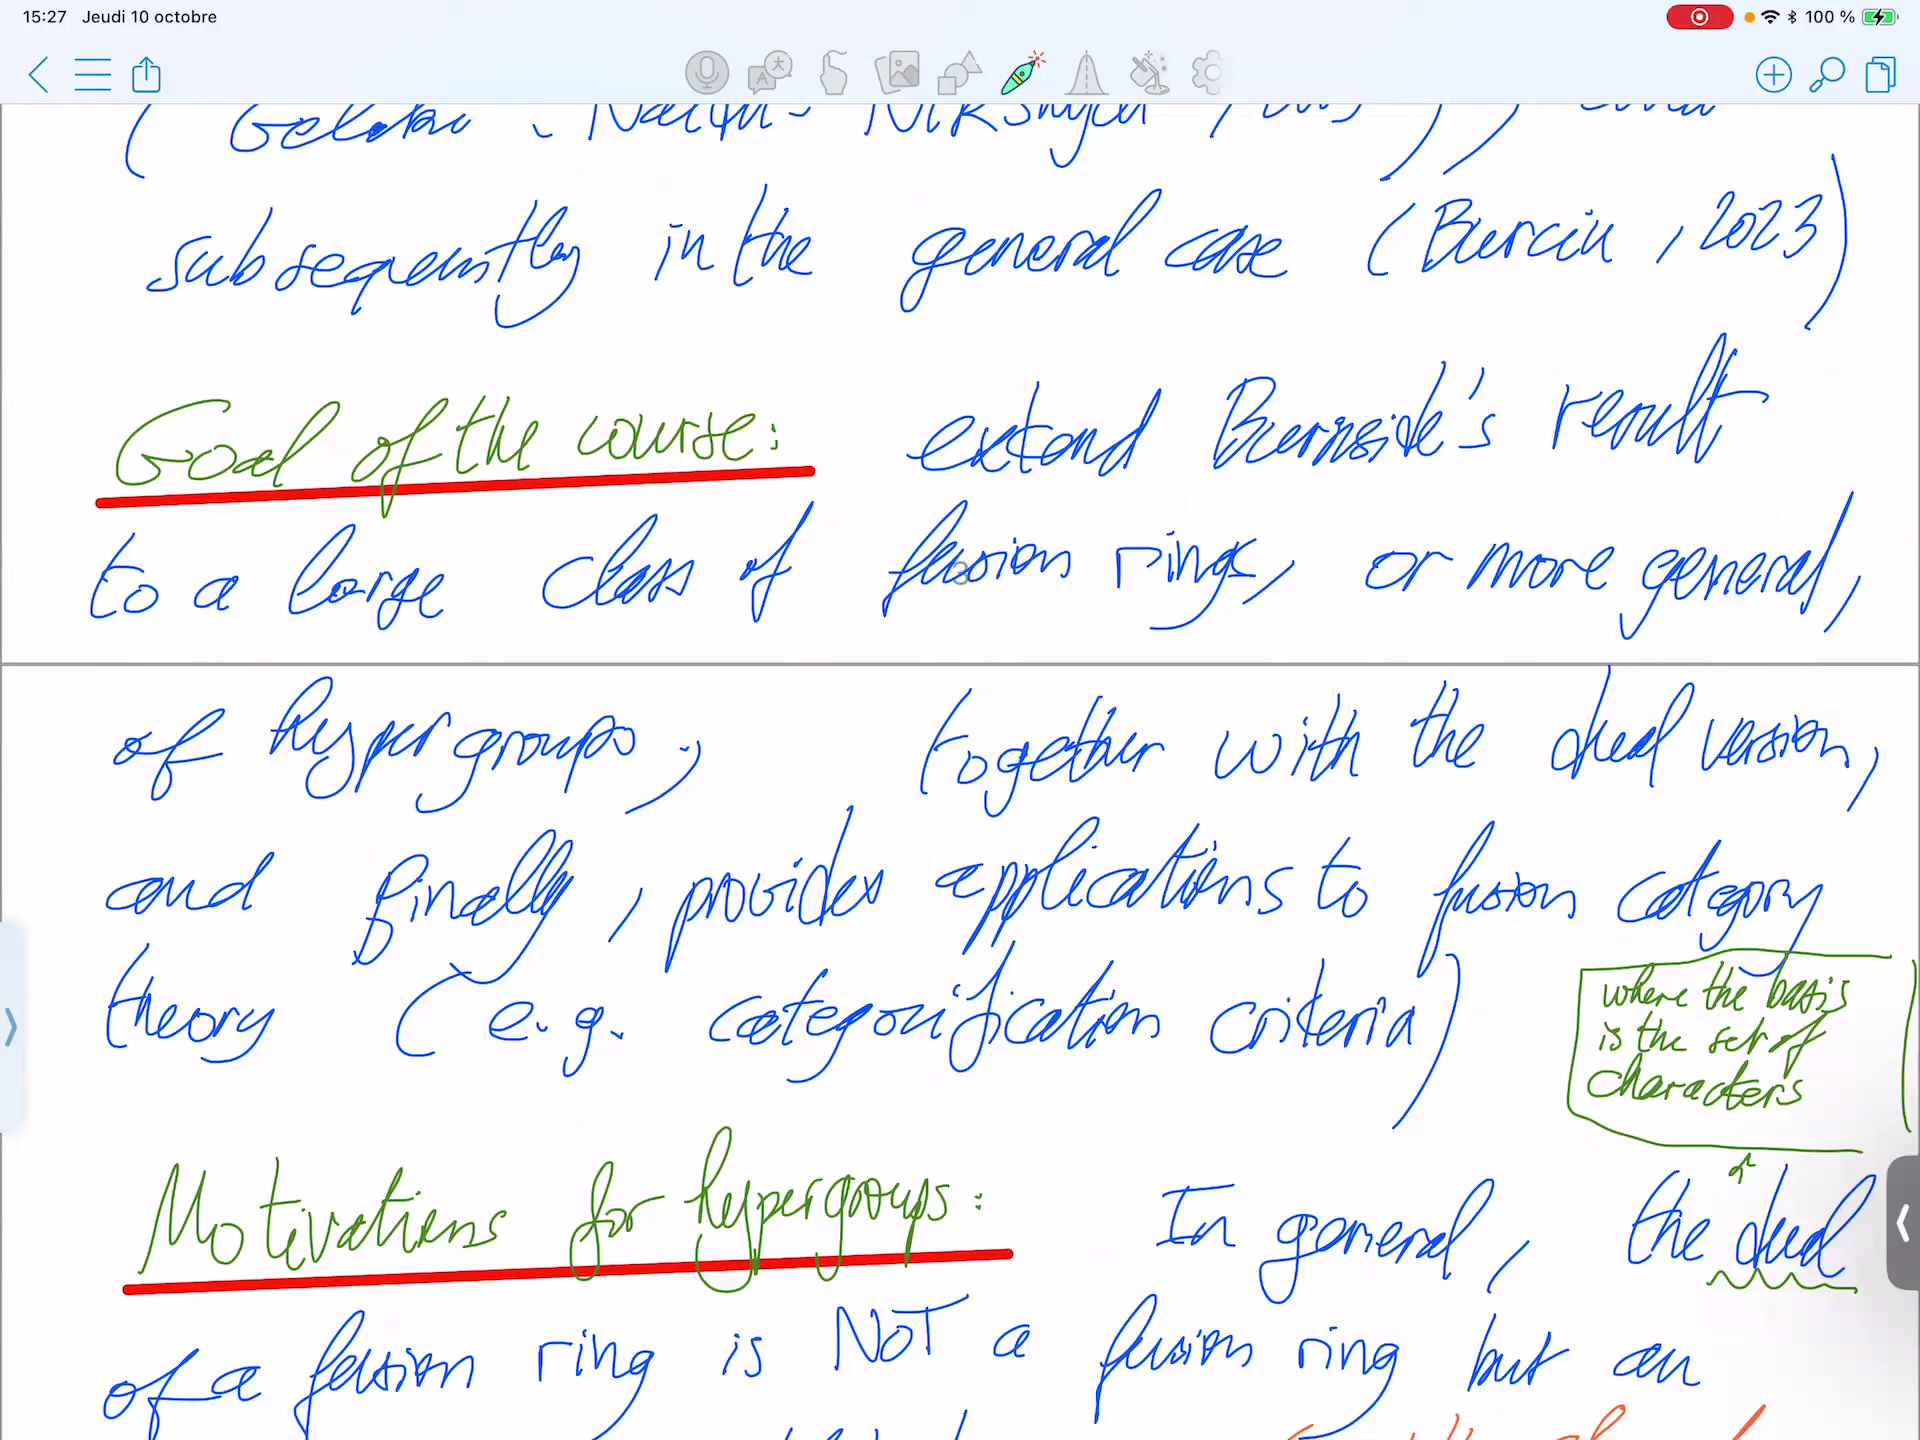 15:27 Jeudi 10 octobre
100 %
subsequently in the general case (Burciu, 2023)
Goal of the course: extend Burnside's result
to a large class of fusion rings, or more general,
3
of hypergroups, together with the dual version,
and finally, provides applications to fusion category
theory (e.g. categorification criteria)
where the basis
is the set of
characters
Motivations for hypergroups: In general, the dual
of a fusion ring is NOT a fusion ring but an